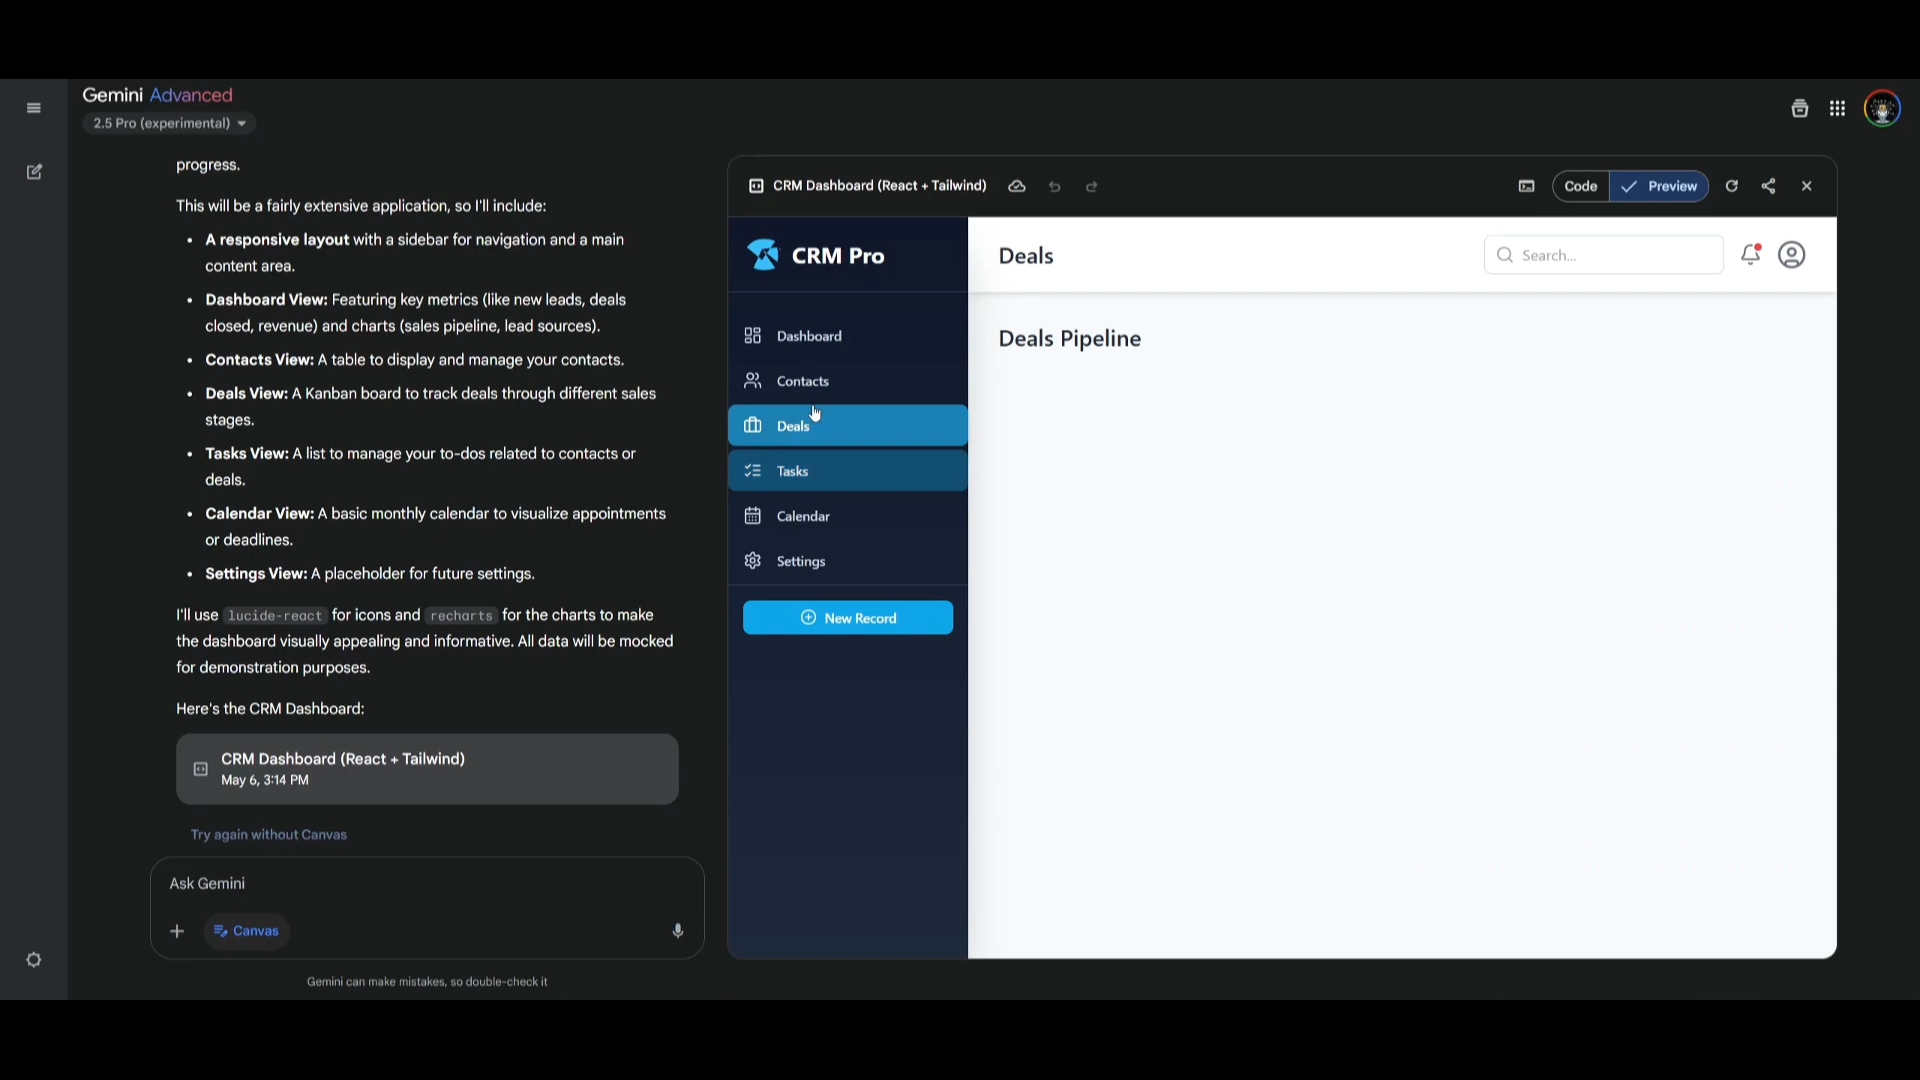 Gemini Advanced
2.5 Pro (experimental)
progress.
This will be a fairly extensive application, so I'll include:
• A responsive layout with a sidebar for navigation and a main
content area.
• Dashboard View: Featuring key metrics (like new leads, deals
closed, revenue) and charts (sales pipeline, lead sources).
• Contacts View: A table to display and manage your contacts.
• Deals View: A Kanban board to track deals through different sales
stages.
• Tasks View: A list to manage your to-dos related to contacts or
deals.
• Calendar View: A basic monthly calendar to visualize appointments
or deadlines.
• Settings View: A placeholder for future settings.
I'll use lucide-react for icons and recharts for the charts to make
the dashboard visually appealing and informative. All data will be mocked
for demonstration purposes.
Here's the CRM Dashboard:
CRM Dashboard (React + Tailwind)
May 6, 3:14 PM
Try again without Canvas
Ask Gemini
Canvas
Gemini can make mistakes, so double-check it
CRM Dashboard (React + Tailwind)
Code
Preview
CRM Pro
Dashboard
Contacts
Deals
Tasks
Calendar
Settings
New Record
Deals
Search...
Deals Pipeline